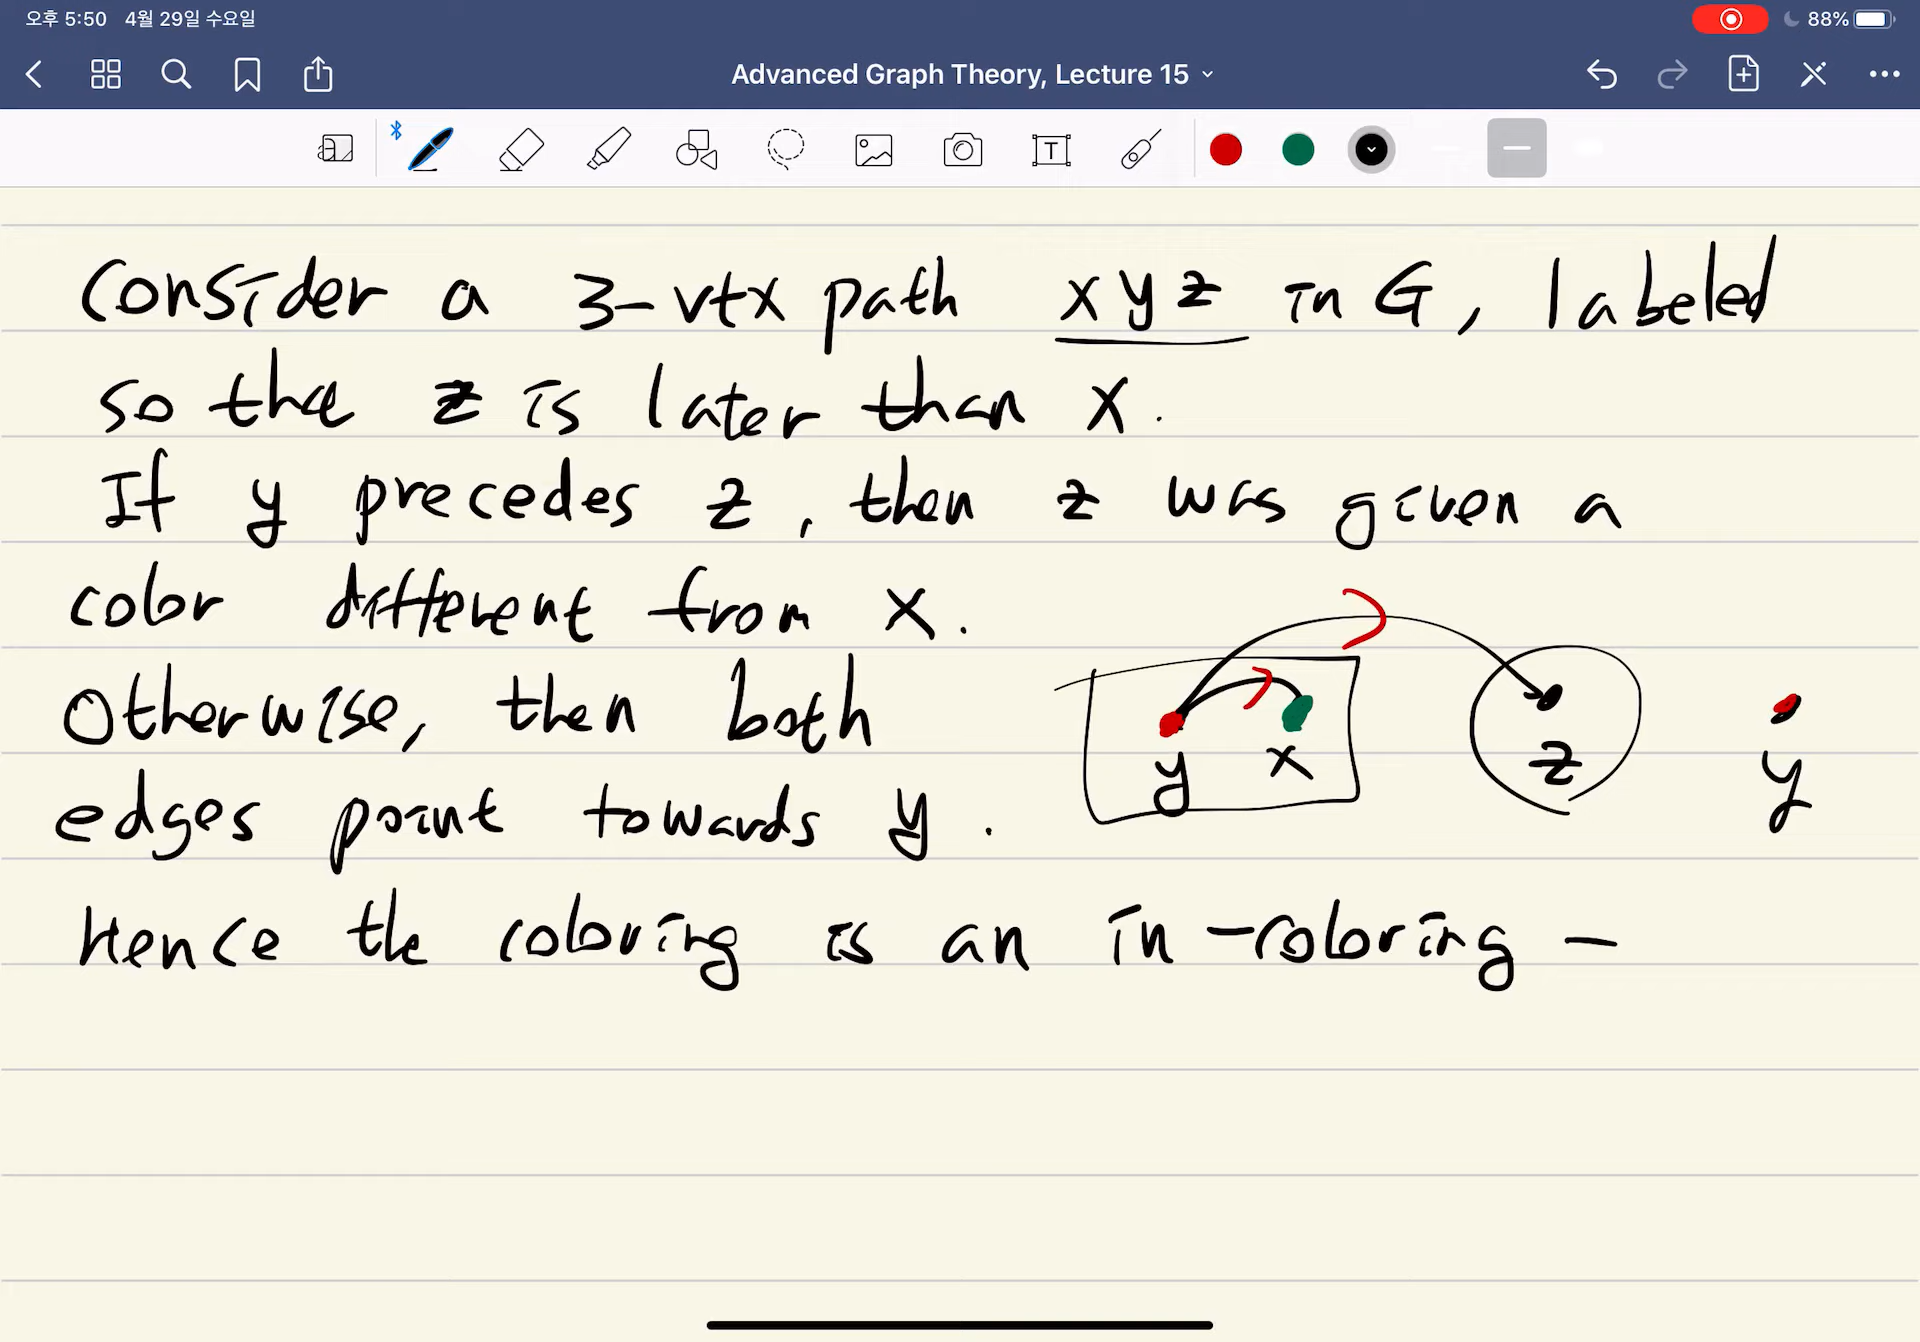 오후 5:50 4월 29일 수요일 88%
Advanced Graph Theory, Lecture 15
Consider a 3-vtx path xyz in G, labeled
so tha z is later than x.
If y precedes z, then z was given a
color different from x.
Otherwise, then both
edges point towards y.
y x z y
Hence the coloring is an in-coloring -